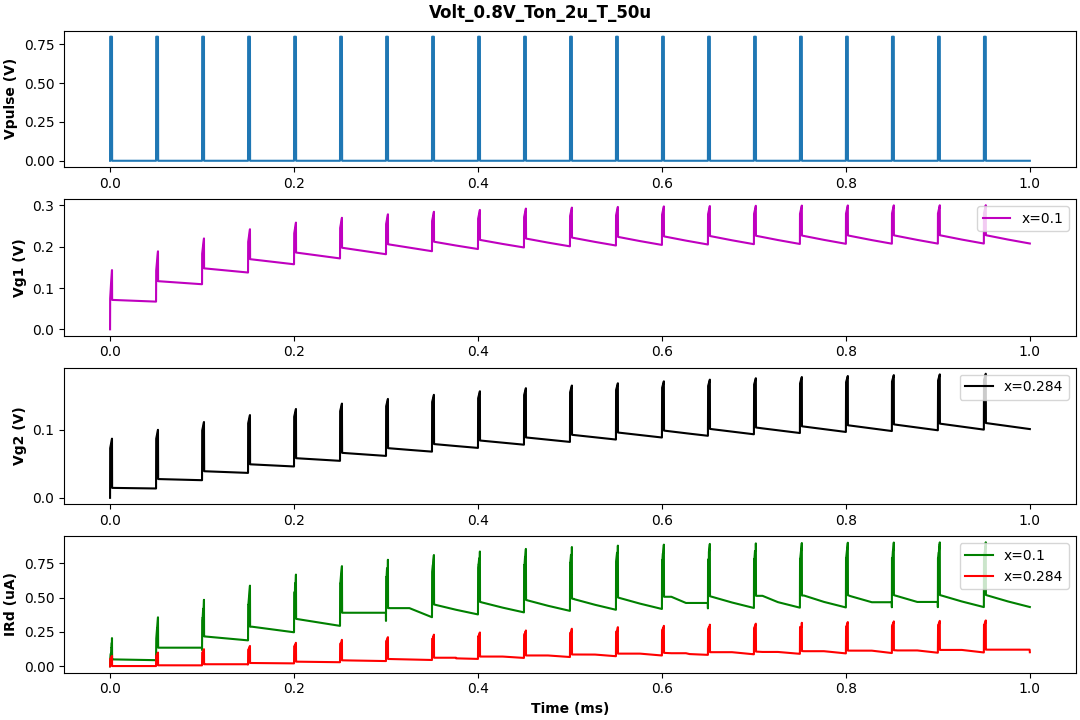 Volt_0.8V_Ton_2u_T_50u
Vpulse (V)
0.75
0.50
0.25
0.00
0.0 0.2 0.4 0.6 0.8 1.0
Vg1 (V)
0.3
0.2
0.1
0.0
x=0.1
0.0 0.2 0.4 0.6 0.8 1.0
Vg2 (V)
0.1
0.0
x=0.284
0.0 0.2 0.4 0.6 0.8 1.0
IRd (uA)
0.75
0.50
0.25
0.00
x=0.1
x=0.284
0.0 0.2 0.4 0.6 0.8 1.0
Time (ms)